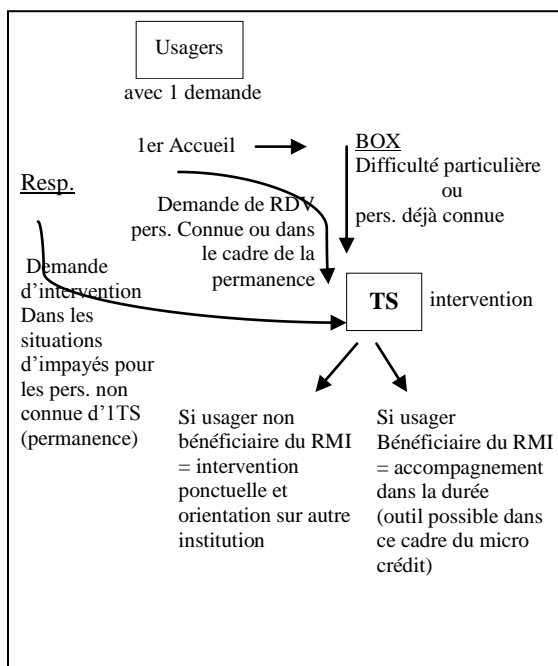 Usagers
avec 1 demande
1er Accueil
BOX
Difficulté particulière
ou
pers. déjà connue
Resp.
Demande de RDV
pers. Connue ou dans
le cadre de la
permanence
Demande
d'intervention
Dans les
situations
d'impayés pour
les pers. non
connue d'1TS
(permanence)
TS
intervention
Si usager non
bénéficiaire du RMI
= intervention
ponctuelle et
orientation sur autre
institution
Si usager
Bénéficiaire du RMI
= accompagnement
dans la durée
(outil possible dans
ce cadre du micro
crédit)